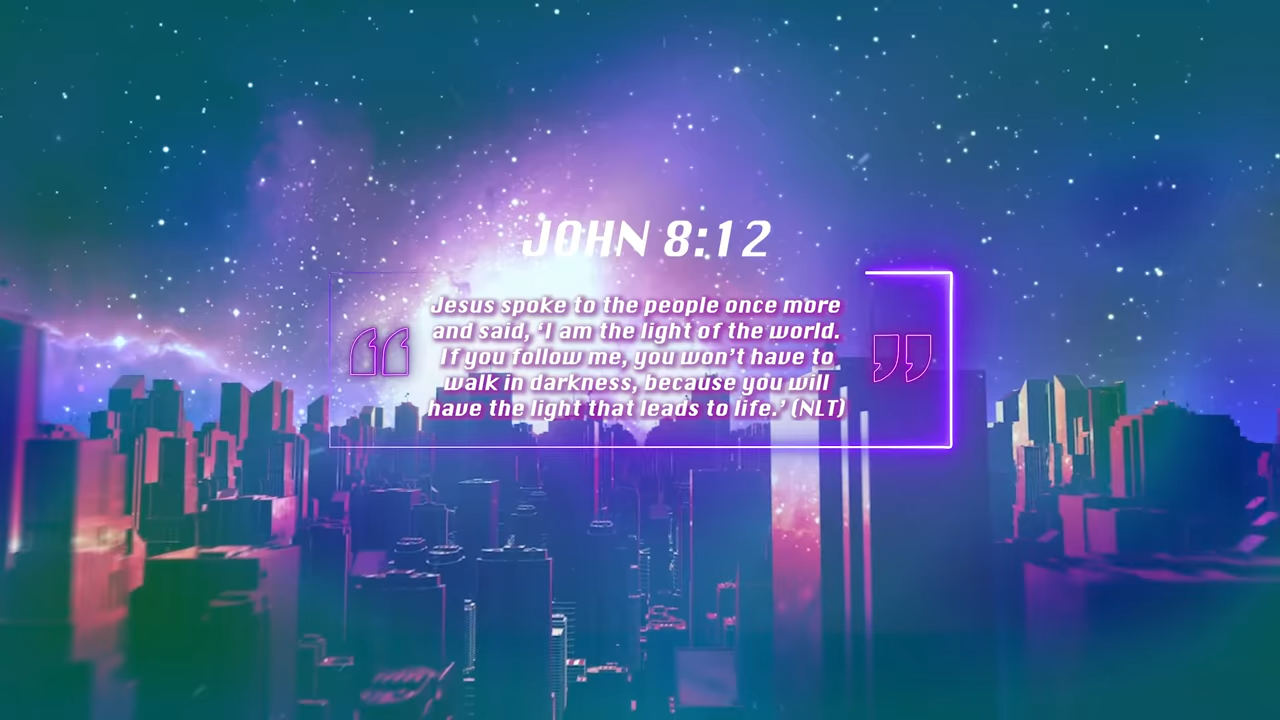 JOHN 8:12
Jesus spoke to the people once more
and said, ‘I am the light of the world.
If you follow me, you won’t have to
walk in darkness, because you will
have the light that leads to life.’ (NLT)